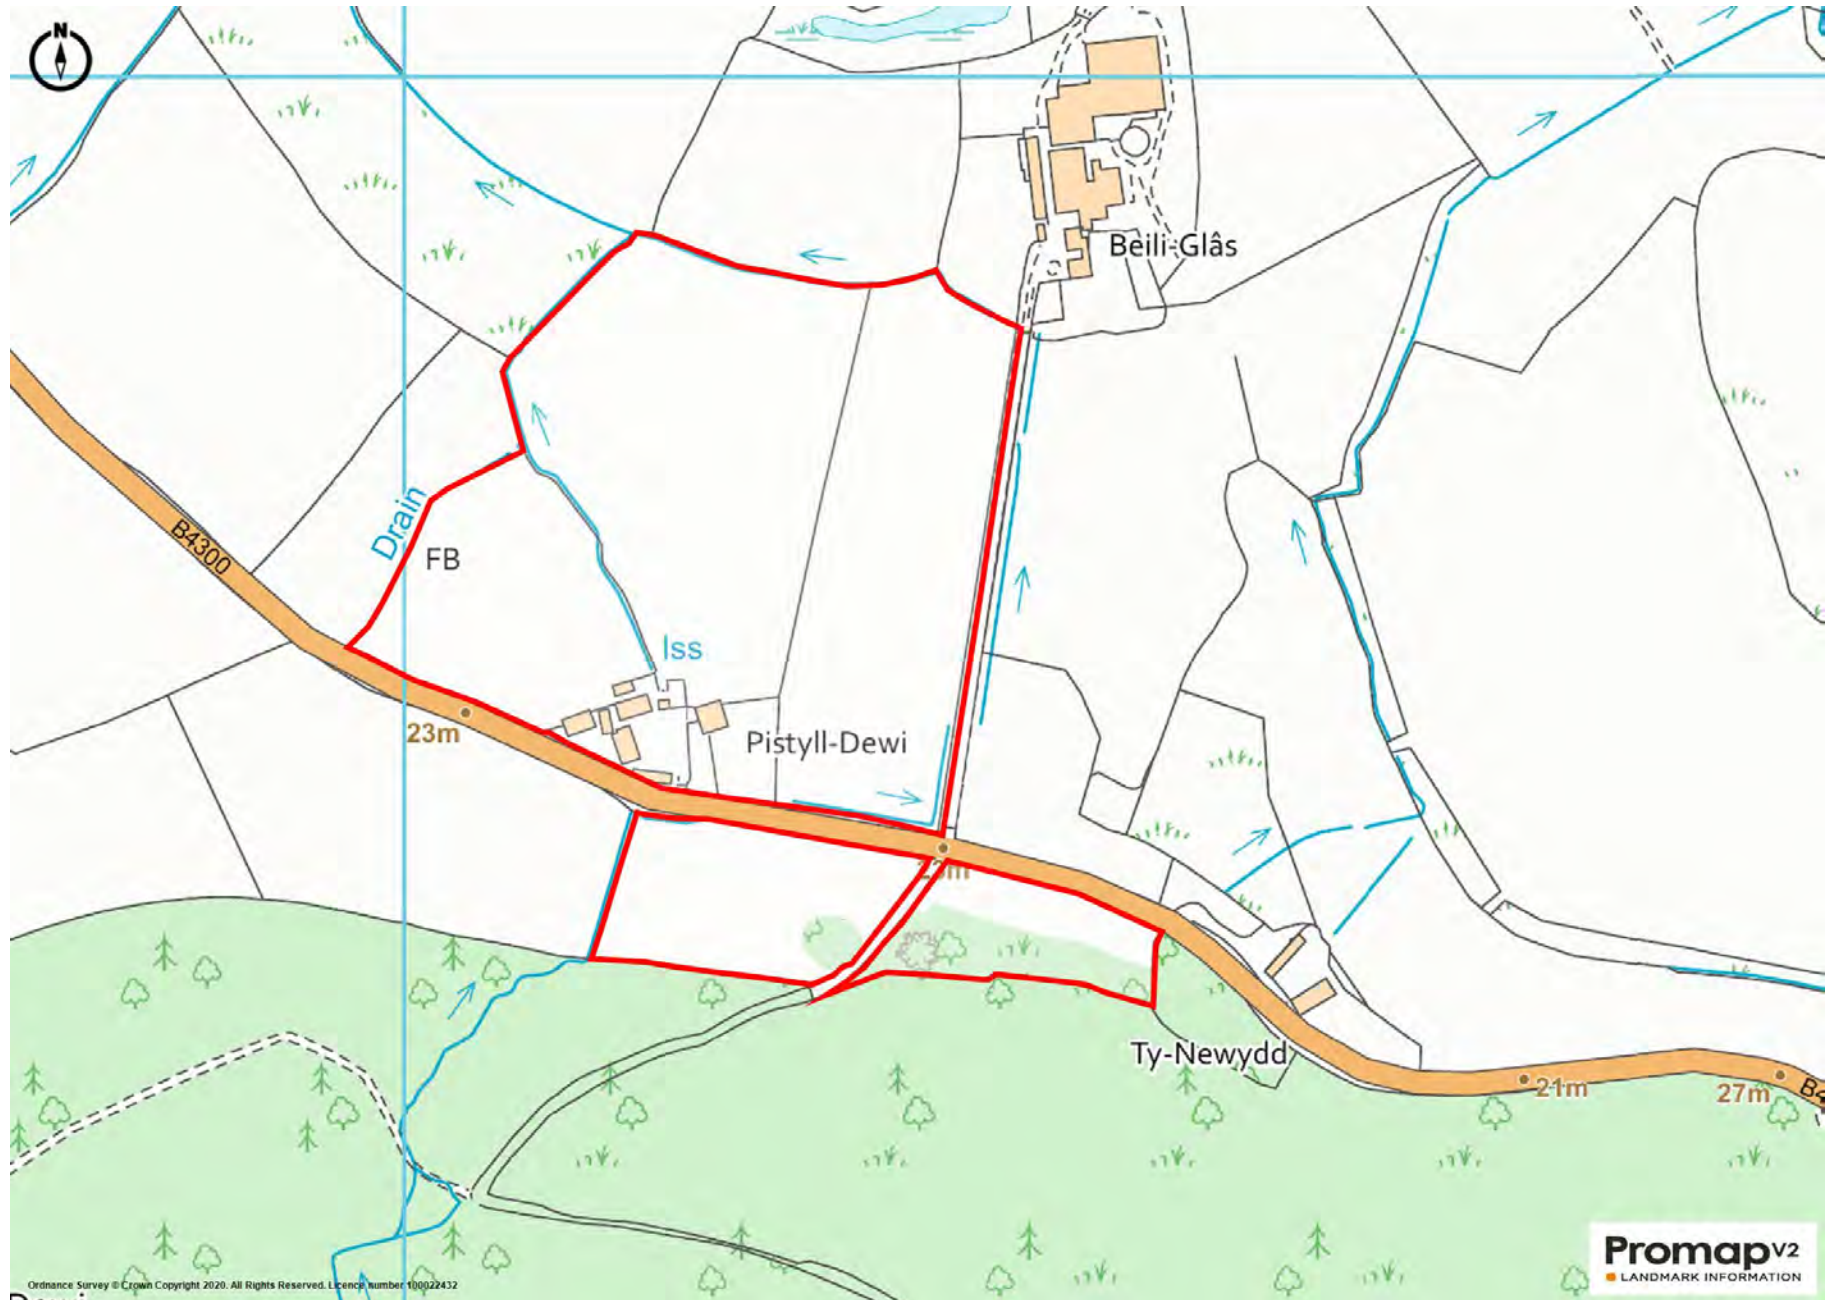 N
Beili-Glâs
B4300
Drain
FB
Iss
23m
Pistyll-Dewi
23m
Ty-Newydd
21m
27m
Promap V2
LANDMARK INFORMATION
Ordnance Survey © Crown Copyright 2020. All Rights Reserved. Licence number 100022432